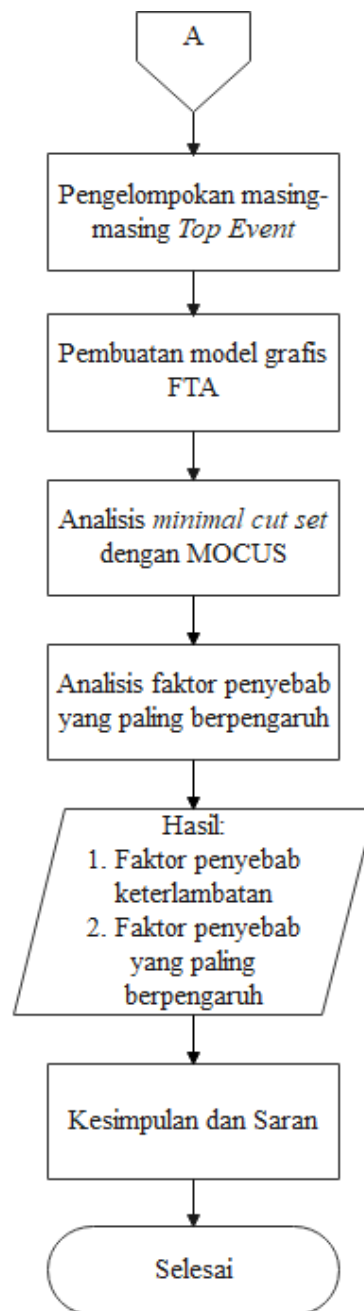 A
Pengelompokan masing-
masing Top Event
Pembuatan model grafis
FTA
Analisis minimal cut set
dengan MOCUS
Analisis faktor penyebab
yang paling berpengaruh
Hasil:
1. Faktor penyebab
keterlambatan
2. Faktor penyebab
yang paling
berpengaruh
Kesimpulan dan Saran
Selesai